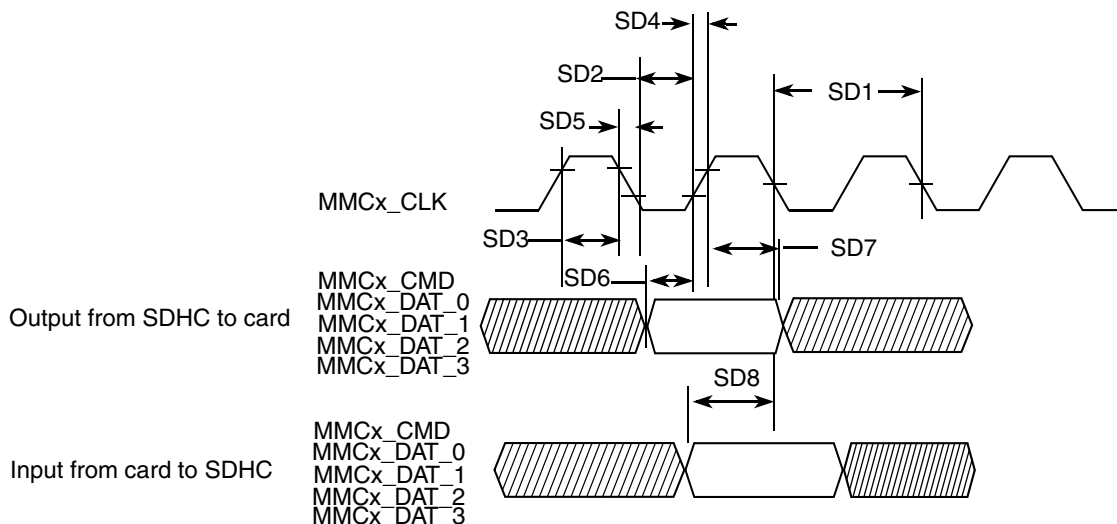 SD4
SD2
SD1
SD5
MMCx_CLK
SD3
SD7
SD6
MMCx_CMD
MMCx_DAT_0
Output from SDHC to card
MMCx_DAT_1
MMCx_DAT_2
MMCx_DAT_3
SD8
MMCx_CMD
MMCx_DAT_0
Input from card to SDHC
MMCx_DAT_1
MMCx_DAT_2
MMCx_DAT_3